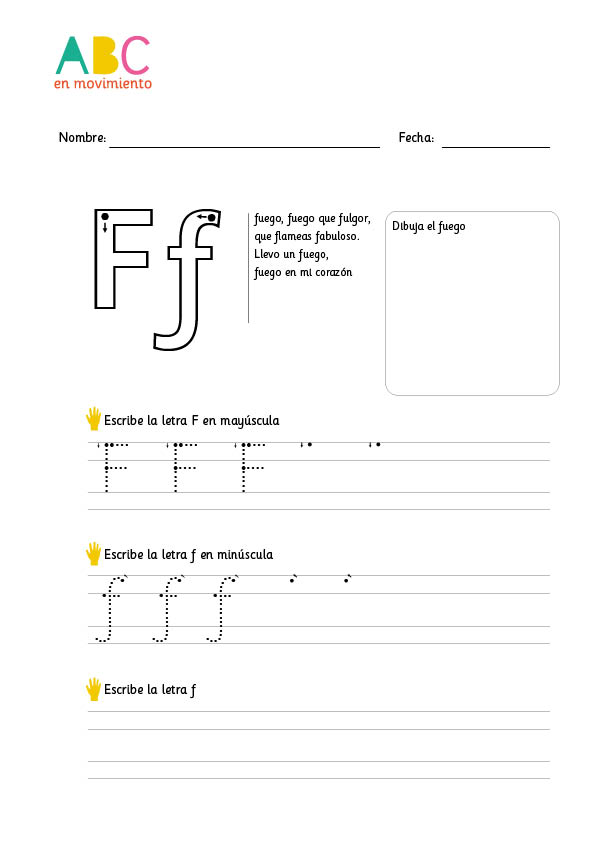 ABC
en movimiento
Nombre: Fecha:
F f
fuego, fuego que fulgor,
que flameas fabuloso.
Llevo un fuego,
fuego en mi corazón
Dibuja el fuego
Escribe la letra F en mayúscula
F F F
Escribe la letra f en minúscula
f f f
Escribe la letra f